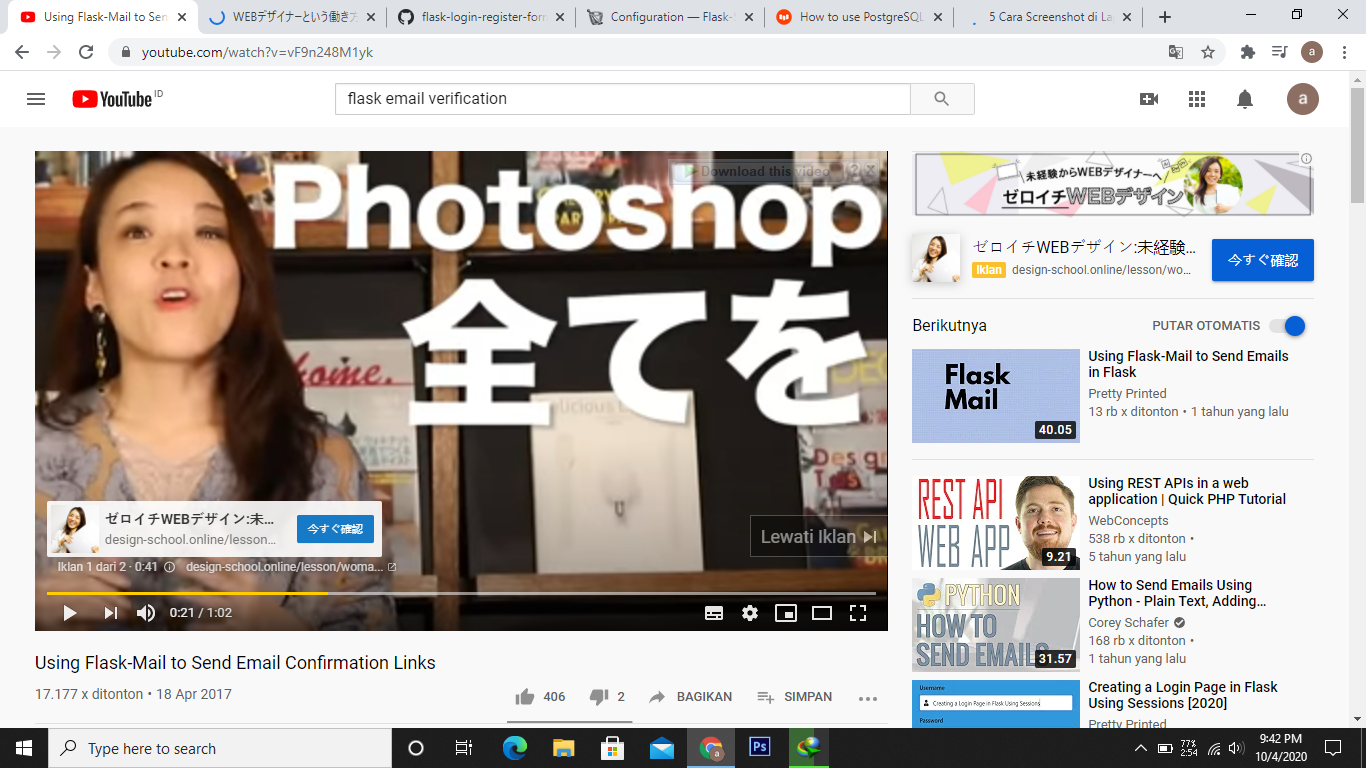 Using Flask-Mail to Sen
WEBデザイナーという働き方
flask-login-register-form
Configuration — Flask-S
How to use PostgreSQL
5 Cara Screenshot di La
youtube.com/watch?v=vF9n248M1yk
a
YouTube ID
flask email verification
a
Photoshop
全てを
Download this video
home.
ゼロイチWEBデザイン:未...
design-school.online/lesson...
今すぐ確認
Lewati Iklan
Iklan 1 dari 2 · 0:41
design-school.online/lesson/woma...
0:21 / 1:02
Using Flask-Mail to Send Email Confirmation Links
17.177 x ditonton • 18 Apr 2017
406
2
BAGIKAN
SIMPAN
未経験からWEBデザイナーへ
ゼロイチWEBデザイン
ゼロイチWEBデザイン:未経験...
Iklan design-school.online/lesson/wo...
今すぐ確認
Berikutnya
PUTAR OTOMATIS
Flask
Mail
40.05
Using Flask-Mail to Send Emails
in Flask
Pretty Printed
13 rb x ditonton • 1 tahun yang lalu
REST API
WEB APP
9.21
Using REST APIs in a web
application | Quick PHP Tutorial
WebConcepts
538 rb x ditonton •
5 tahun yang lalu
PYTHON
HOW TO
SEND EMAILS
31.57
How to Send Emails Using
Python - Plain Text, Adding...
Corey Schafer
168 rb x ditonton •
1 tahun yang lalu
Username
Creating a Login Page in Flask Using Sessions
Password
Creating a Login Page in Flask
Using Sessions [2020]
Pretty Printed
Type here to search
a
Ps
77%
2:54
9:42 PM
10/4/2020